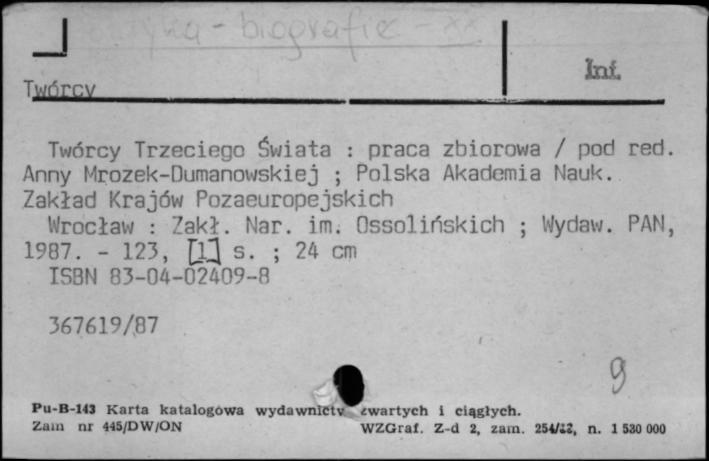 - biografie - XX
Inf.
Twórcy
Twórcy Trzeciego Świata : praca zbiorowa / pod red.
Anny Mrozek-Dumanowskiej ; Polska Akademia Nauk.
Zakład Krajów Pozaeuropejskich
Wrocław : Zakł. Nar. im. Ossolińskich ; Wydaw. PAN,
1987. - 123, [1] s. ; 24 cm
ISBN 83-04-02409-8
367619/87
9
Pu-B-143 Karta katalogowa wydawnictw zwartych i ciągłych.
Zam nr 445/DW/ON WZGraf. Z-d 2, zam. n. 1 530 000